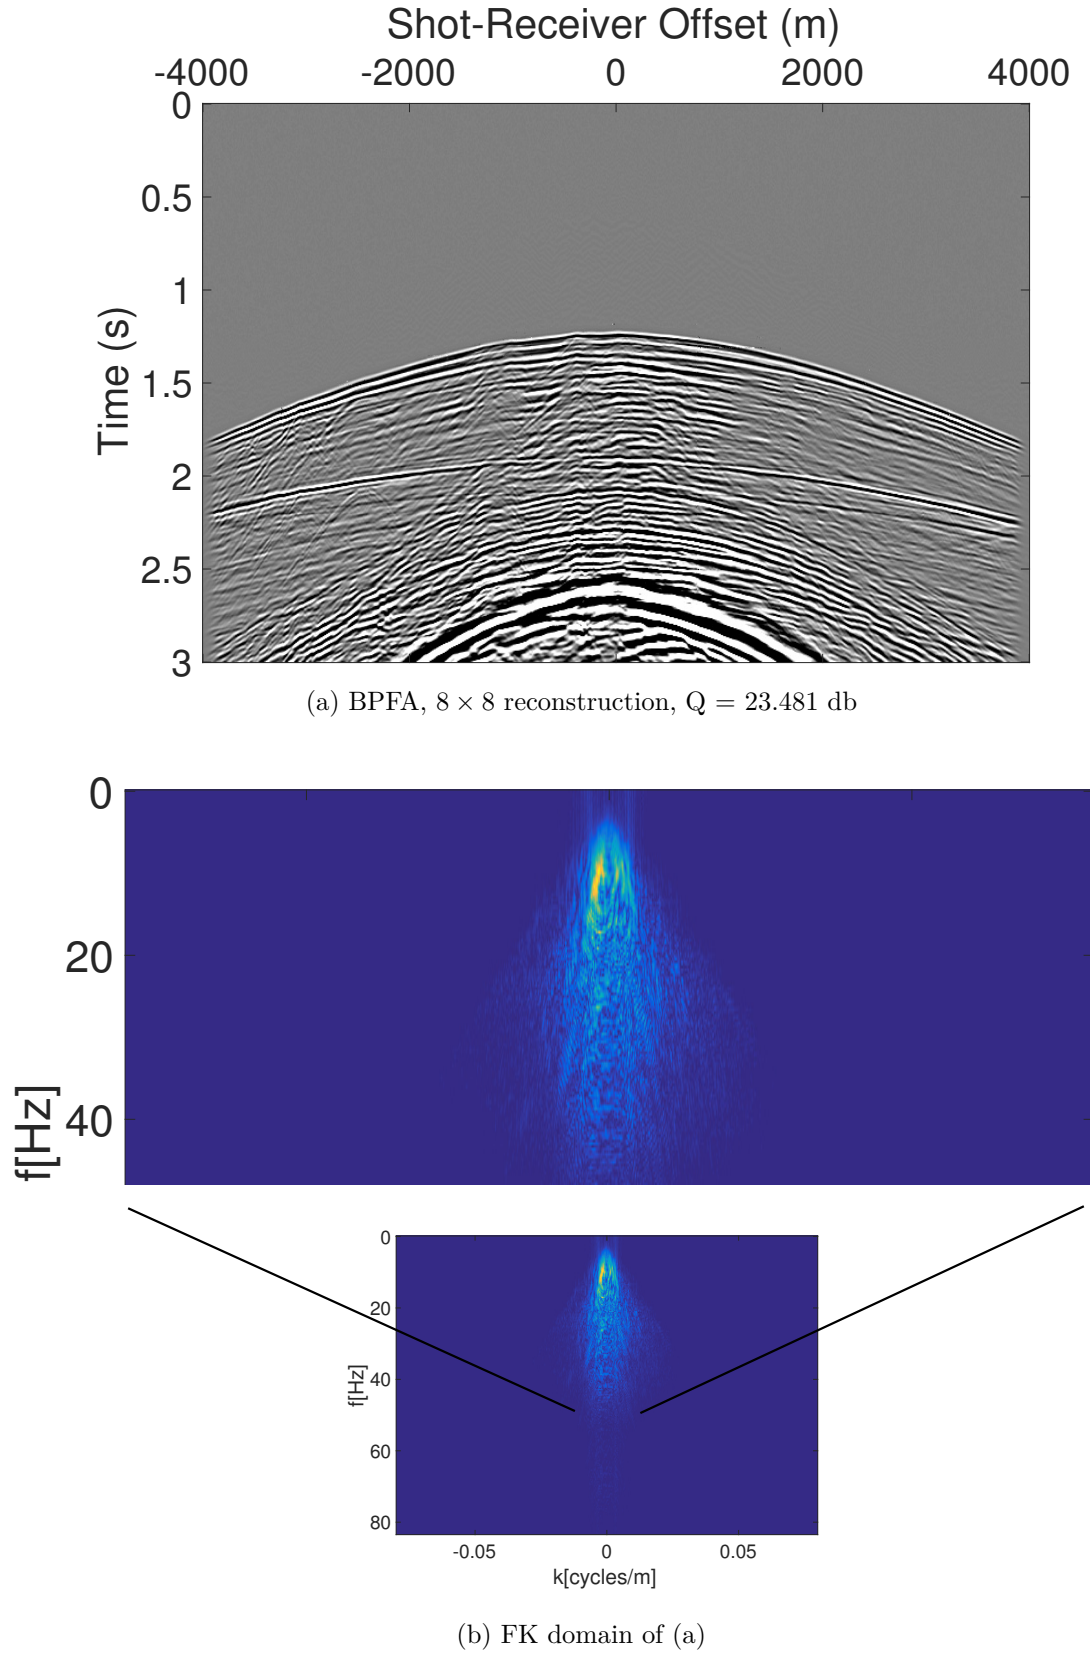 Shot-Receiver Offset (m)
-4000 -2000 0 2000 4000
0
0.5
1
1.5
2
2.5
3
Time (s)
(a) BPFA, 8 × 8 reconstruction, Q = 23.481 db
0
20
40
f[Hz]
0
20
40
60
80
f[Hz]
-0.05 0 0.05
k[cycles/m]
(b) FK domain of (a)